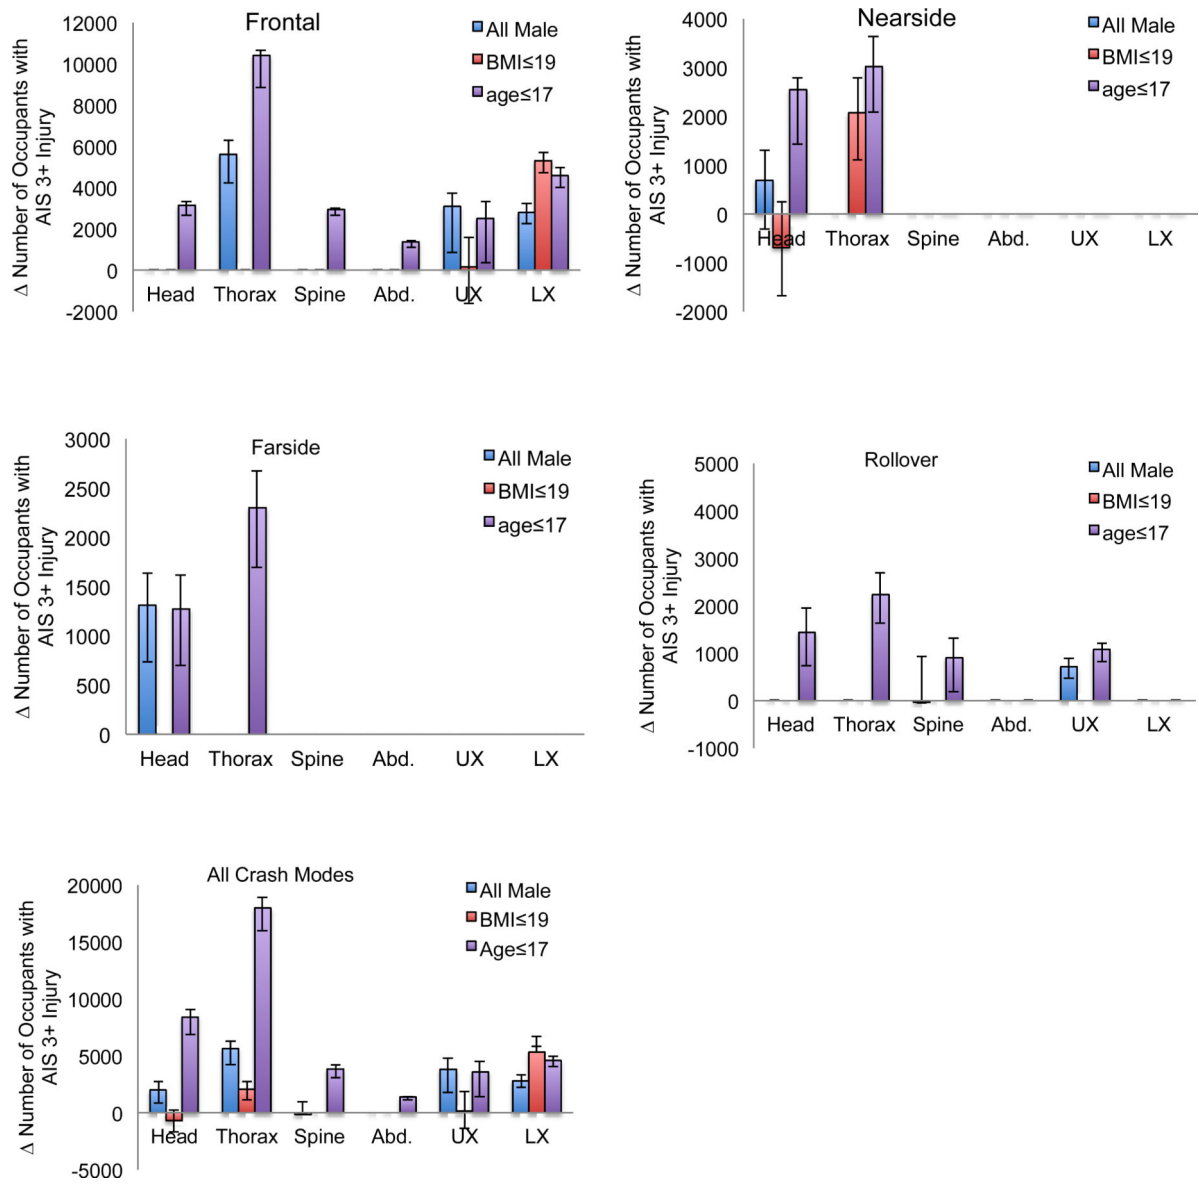 Frontal
Δ Number of Occupants with
AIS 3+ Injury
12000
10000
8000
6000
4000
2000
0
-2000
All Male
BMI≤19
age≤17
Head Thorax Spine Abd. UX LX
Nearside
Δ Number of Occupants with
AIS 3+ Injury
4000
3000
2000
1000
0
-1000
-2000
All Male
BMI≤19
age≤17
Head Thorax Spine Abd. UX LX
Farside
Δ Number of Occupants with
AIS 3+ Injury
3000
2500
2000
1500
1000
500
0
All Male
BMI≤19
age≤17
Head Thorax Spine Abd. UX LX
Rollover
Δ Number of Occupants with
AIS 3+ Injury
5000
4000
3000
2000
1000
0
-1000
All Male
BMI≤19
age≤17
Head Thorax Spine Abd. UX LX
All Crash Modes
Δ Number of Occupants with
AIS 3+ Injury
20000
15000
10000
5000
0
-5000
All Male
BMI≤19
Age≤17
Head Thorax Spine Abd. UX LX